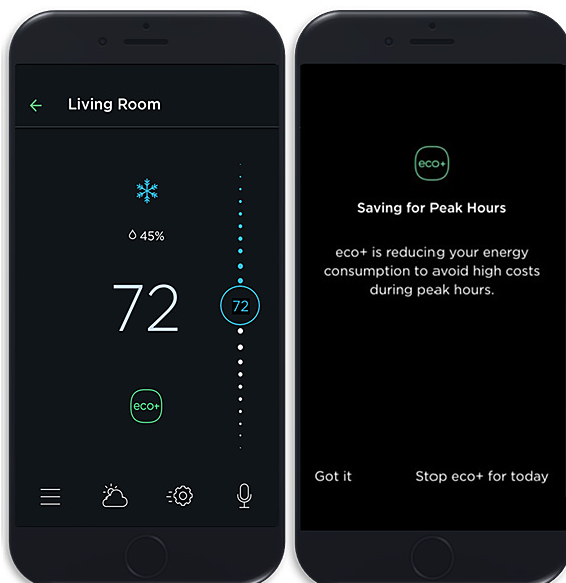 Living Room
45%
72
72
eco+
eco+
Saving for Peak Hours
eco+ is reducing your energy
consumption to avoid high costs
during peak hours.
Got it
Stop eco+ for today